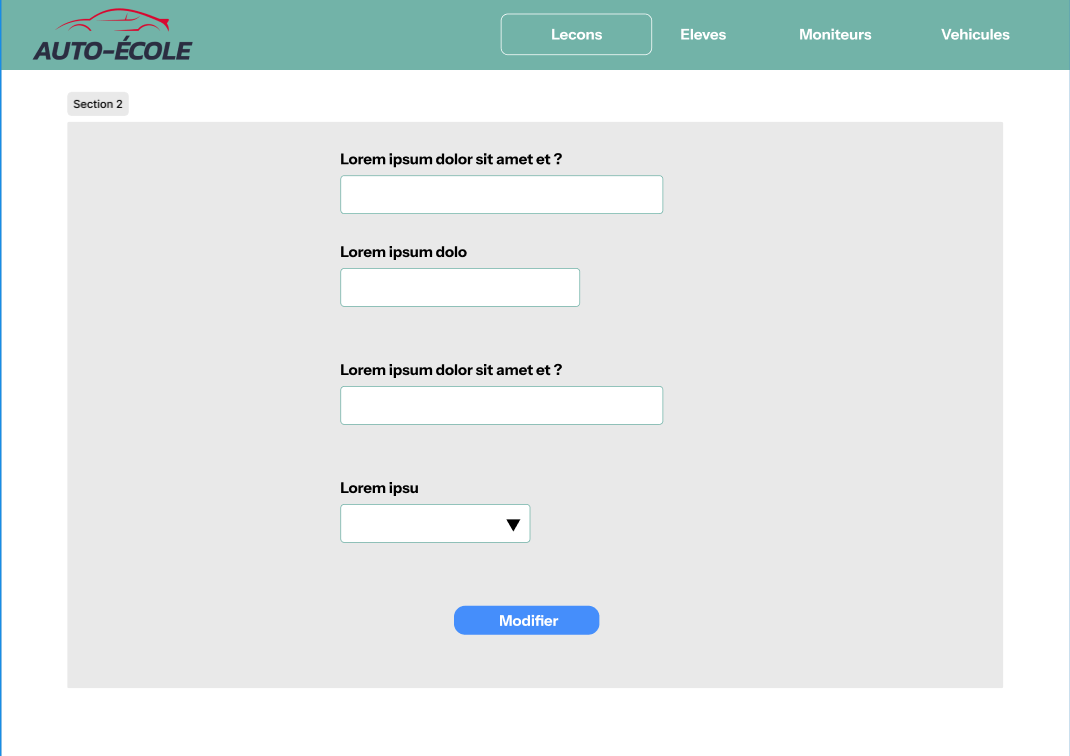 AUTO-ÉCOLE
Lecons
Eleves
Moniteurs
Vehicules
Section 2
Lorem ipsum dolor sit amet et ?
Lorem ipsum dolo
Lorem ipsum dolor sit amet et ?
Lorem ipsu
Modifier